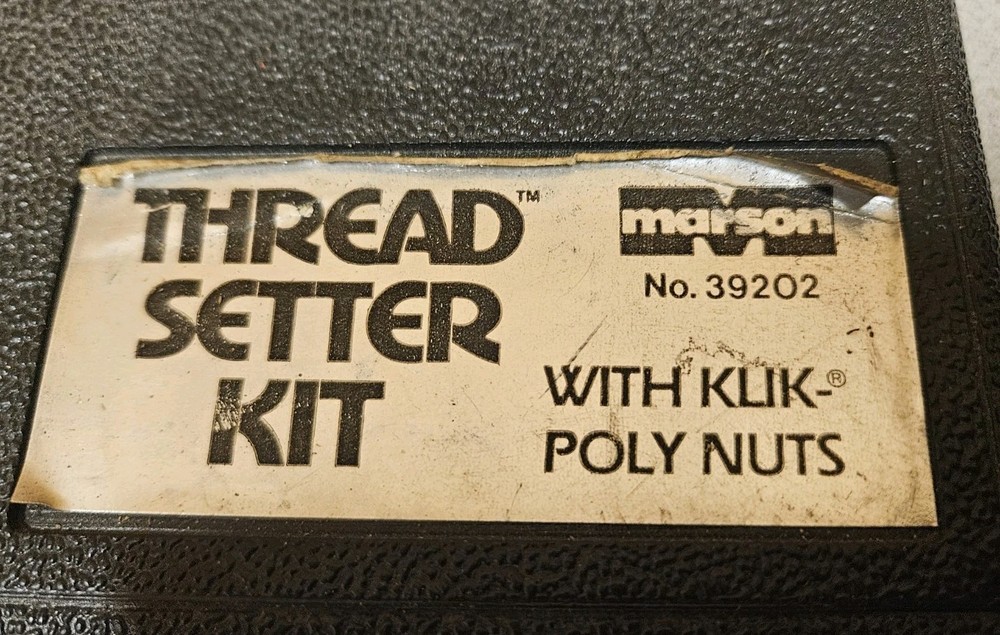 THREAD™
SETTER
KIT
marson
No. 39202
WITH KLIK-®
POLY NUTS